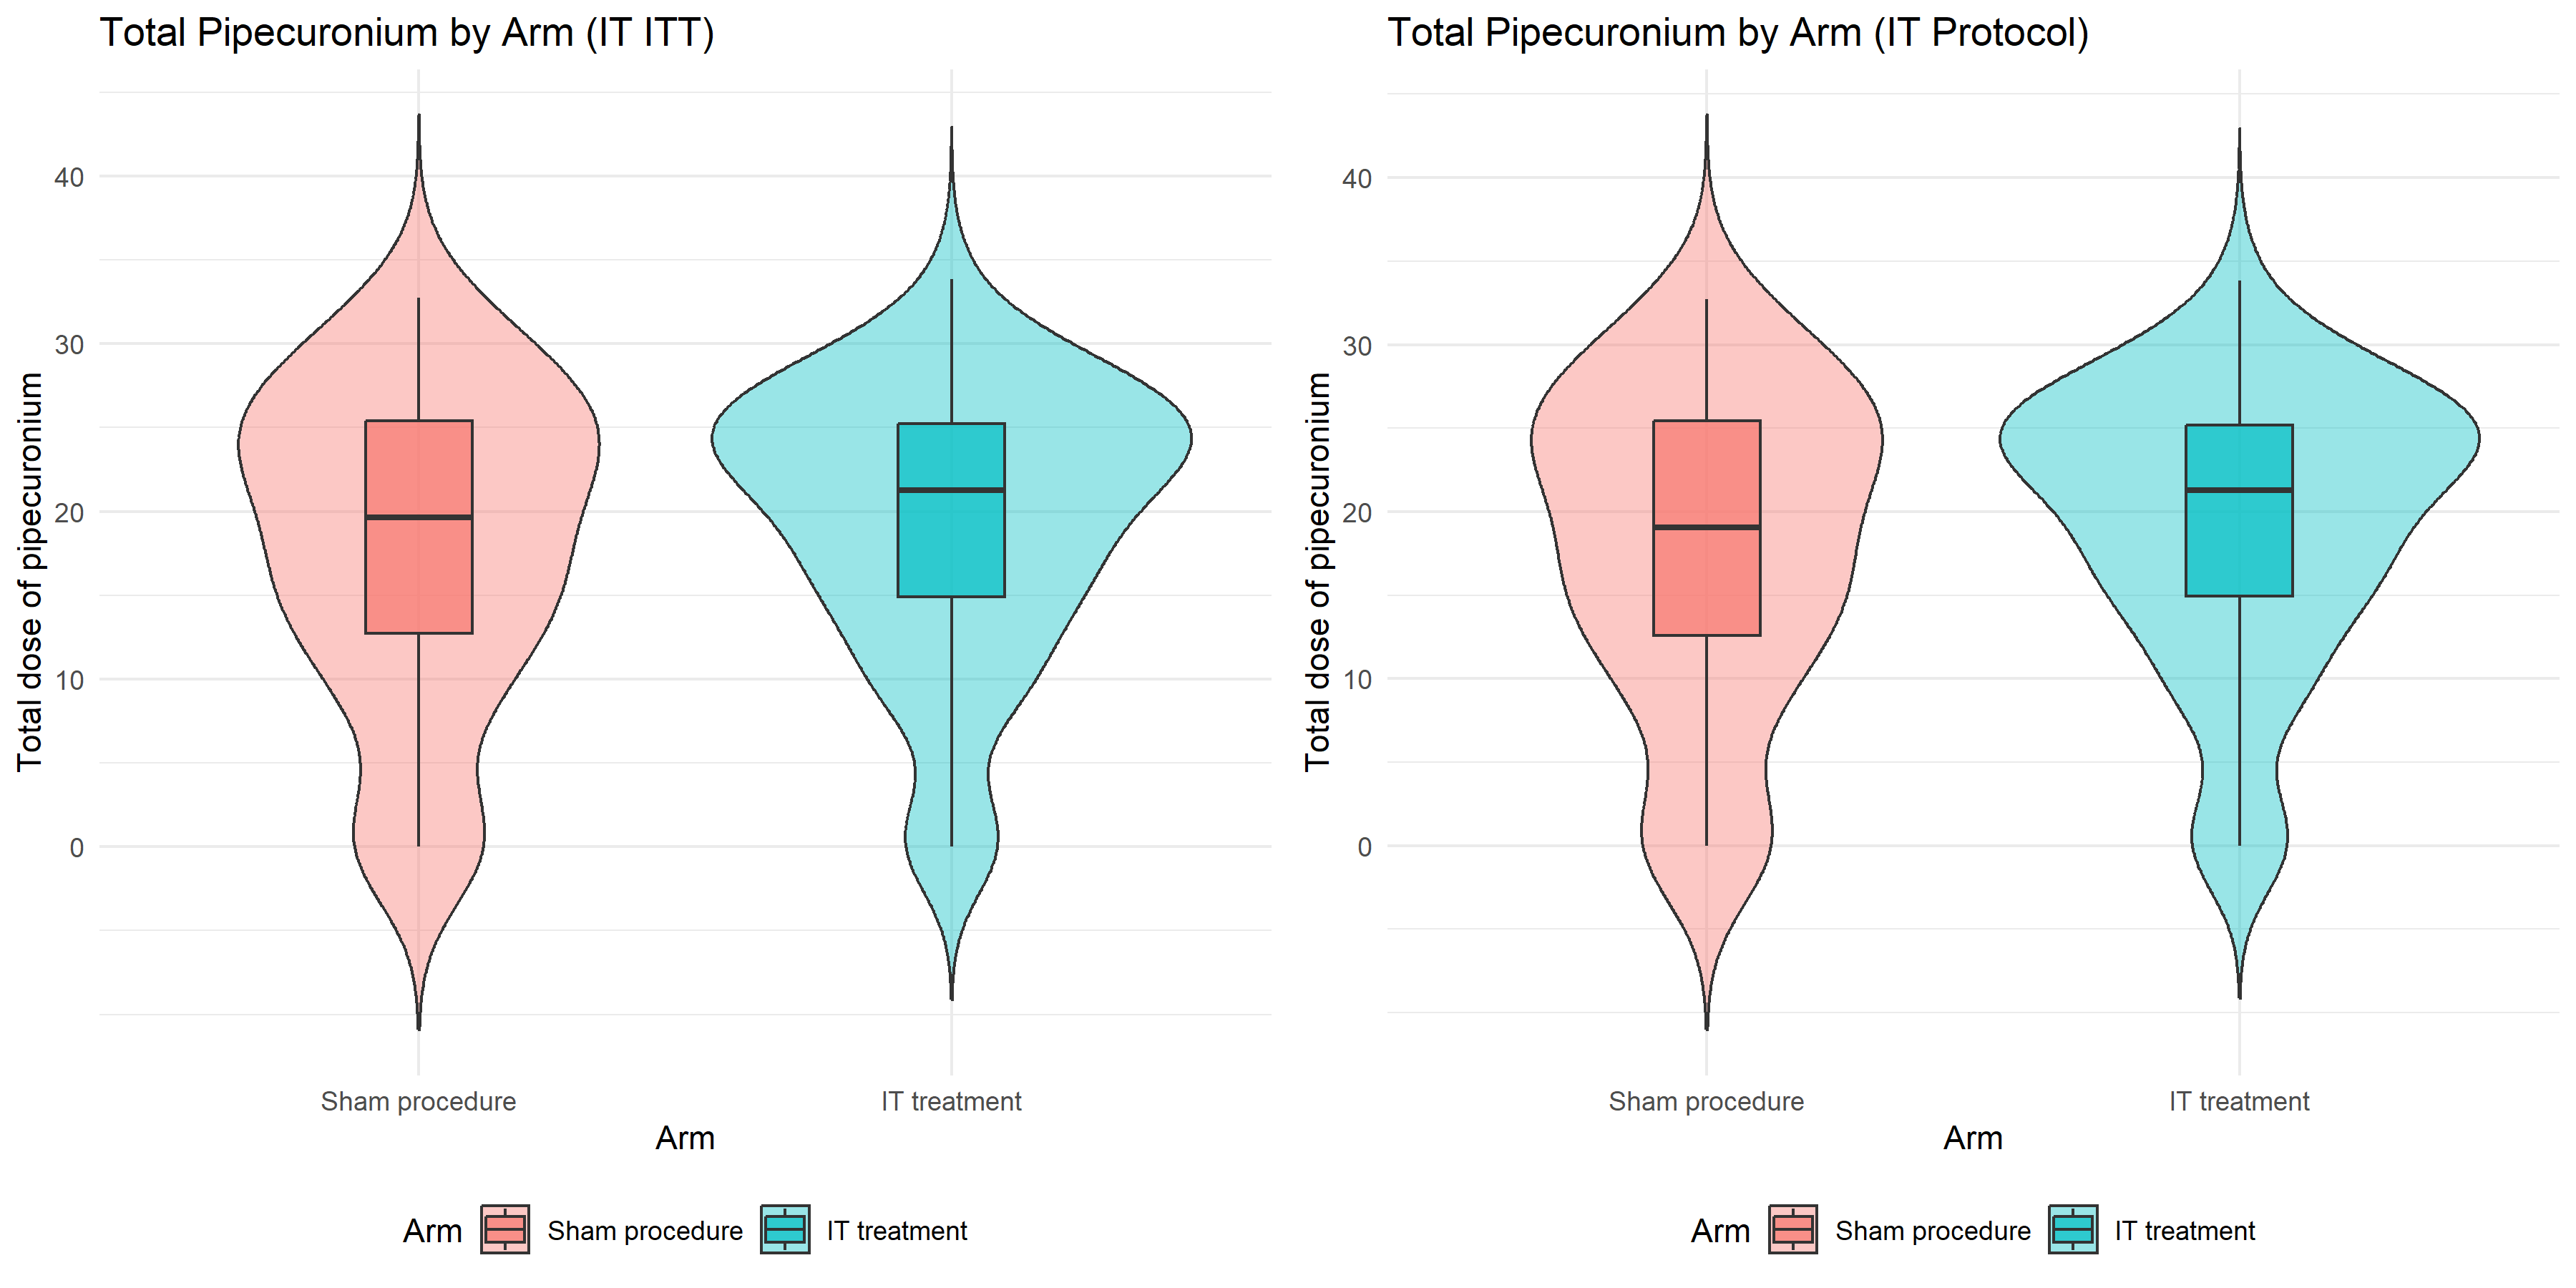 Total Pipecuronium by Arm (IT ITT)
Total dose of pipecuronium
40
30
20
10
0
Sham procedure
IT treatment
Arm
Arm Sham procedure IT treatment
Total Pipecuronium by Arm (IT Protocol)
Total dose of pipecuronium
40
30
20
10
0
Sham procedure
IT treatment
Arm
Arm Sham procedure IT treatment